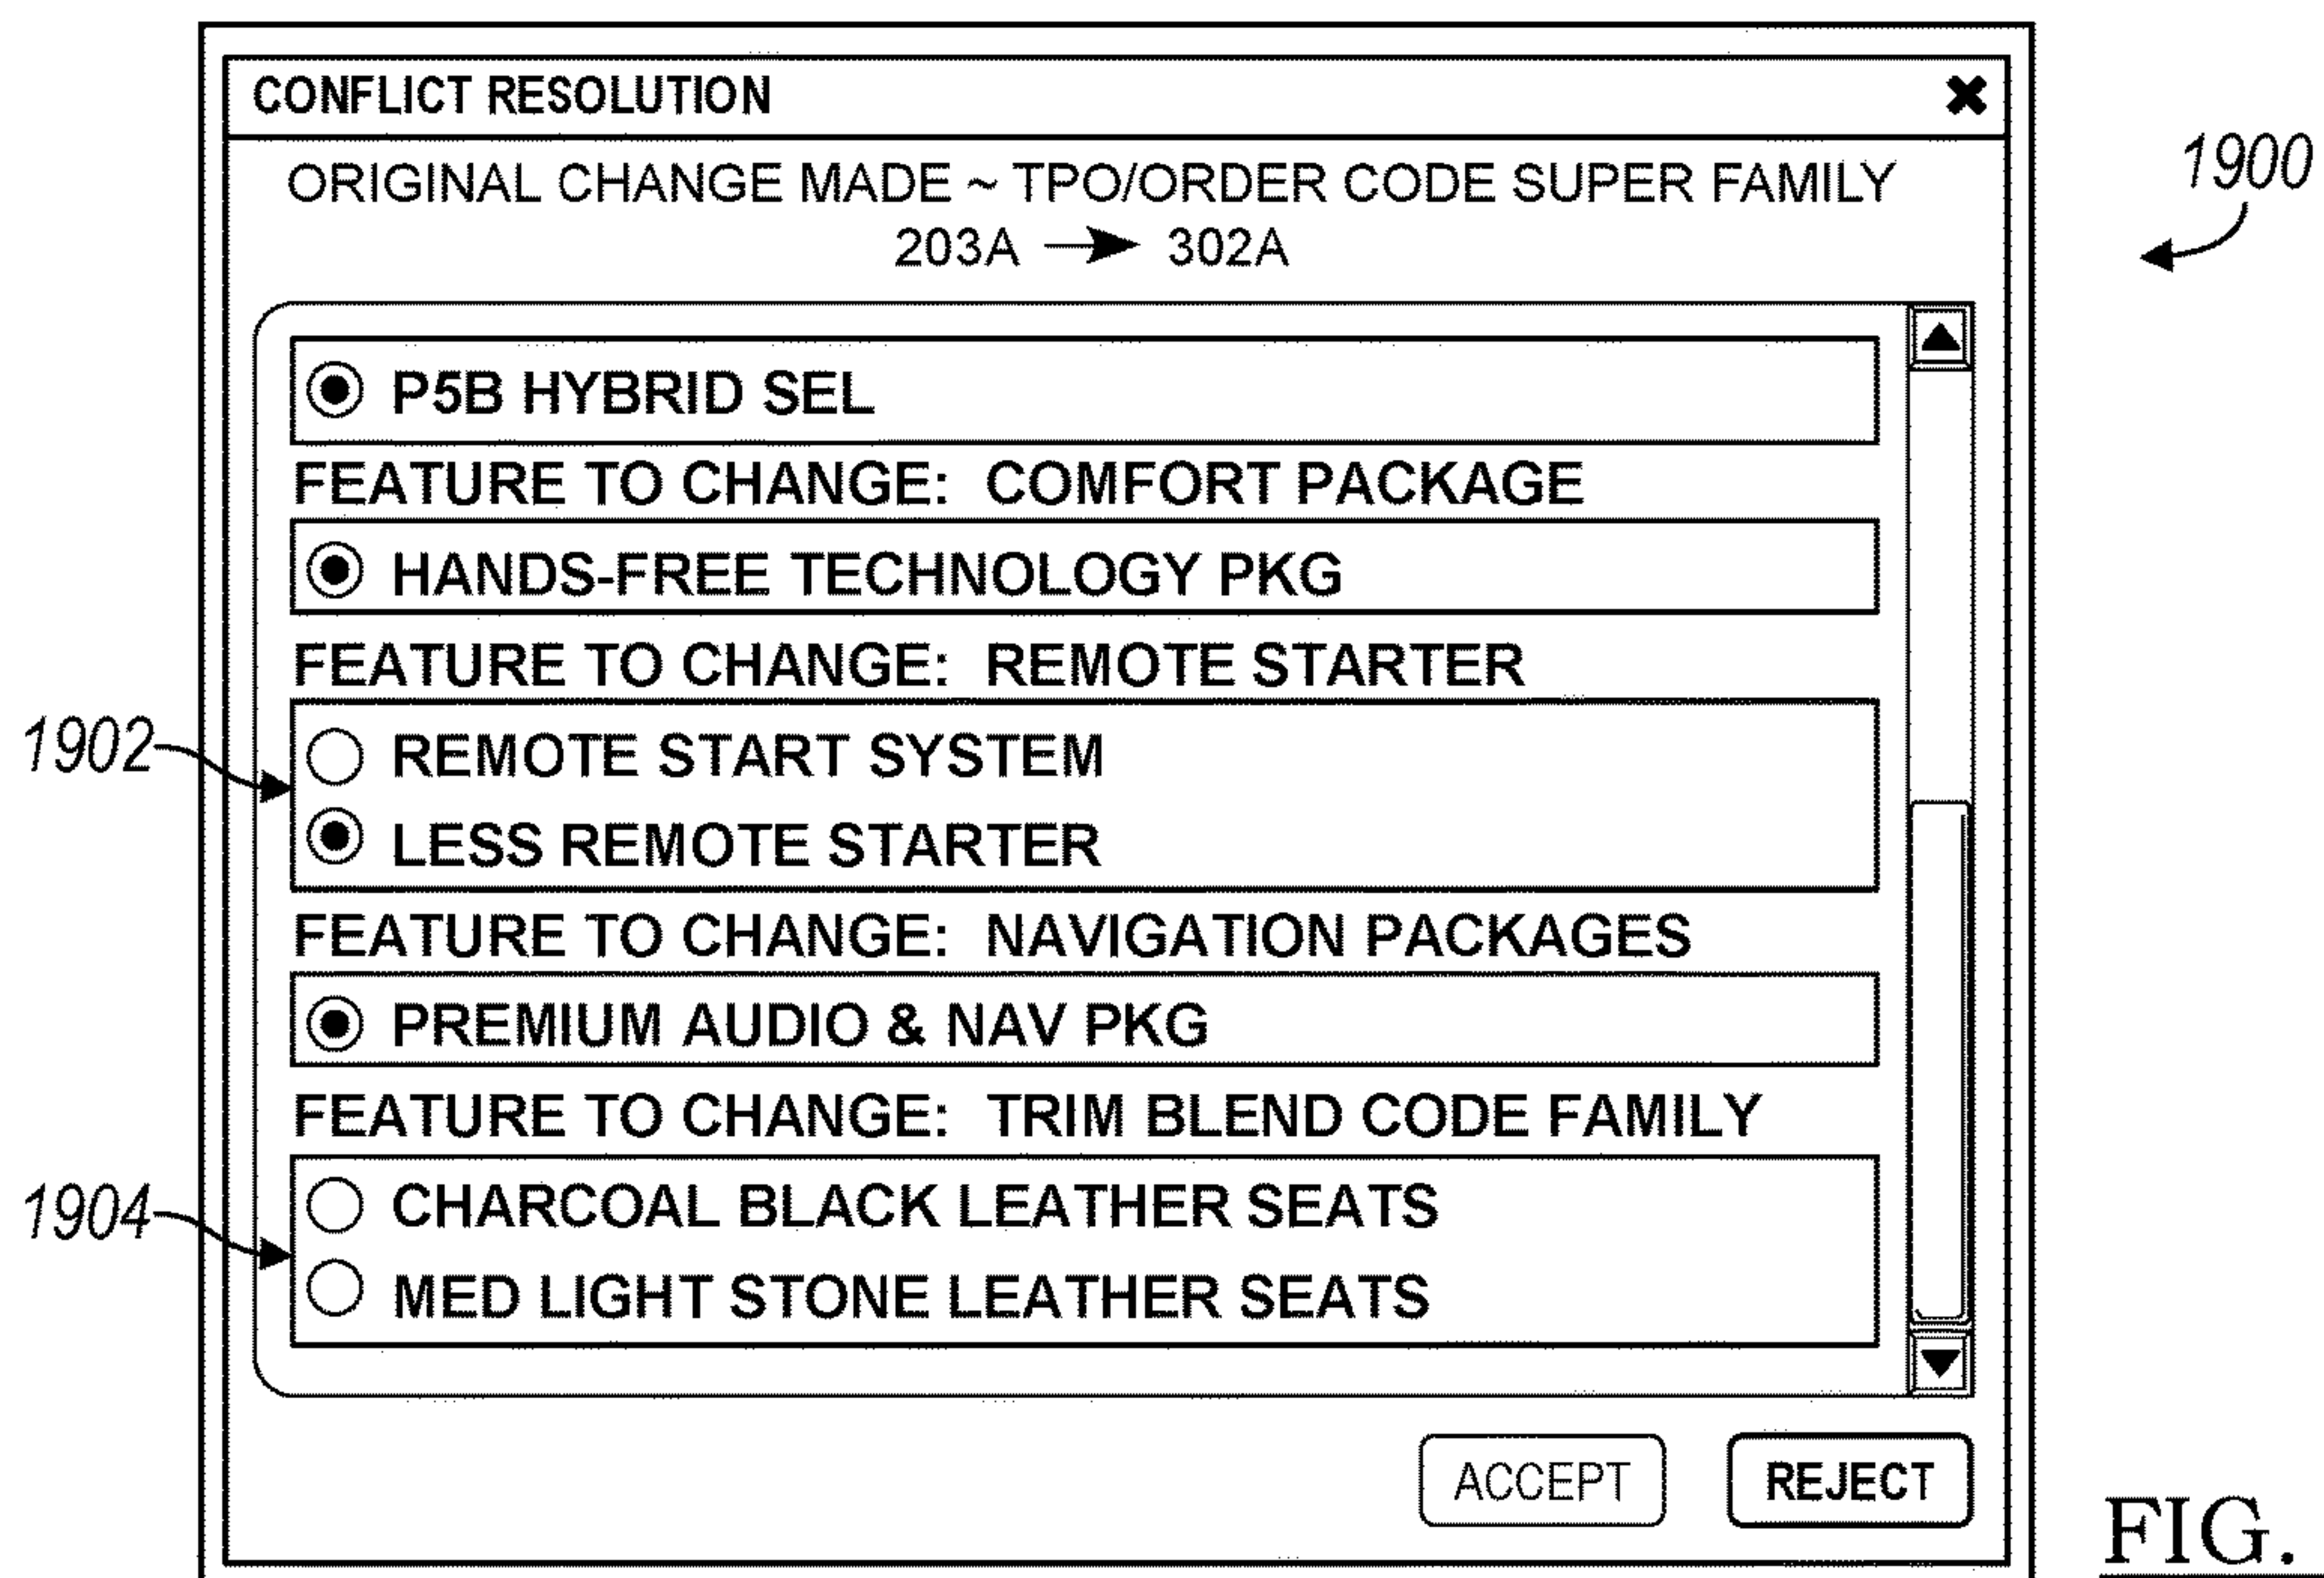 CONFLICT RESOLUTION
ORIGINAL CHANGE MADE ~ TPO/ORDER CODE SUPER FAMILY
203A → 302A
1900
P5B HYBRID SEL
FEATURE TO CHANGE: COMFORT PACKAGE
HANDS-FREE TECHNOLOGY PKG
FEATURE TO CHANGE: REMOTE STARTER
1902
REMOTE START SYSTEM
LESS REMOTE STARTER
FEATURE TO CHANGE: NAVIGATION PACKAGES
PREMIUM AUDIO & NAV PKG
FEATURE TO CHANGE: TRIM BLEND CODE FAMILY
1904
CHARCOAL BLACK LEATHER SEATS
MED LIGHT STONE LEATHER SEATS
ACCEPT REJECT
FIG.